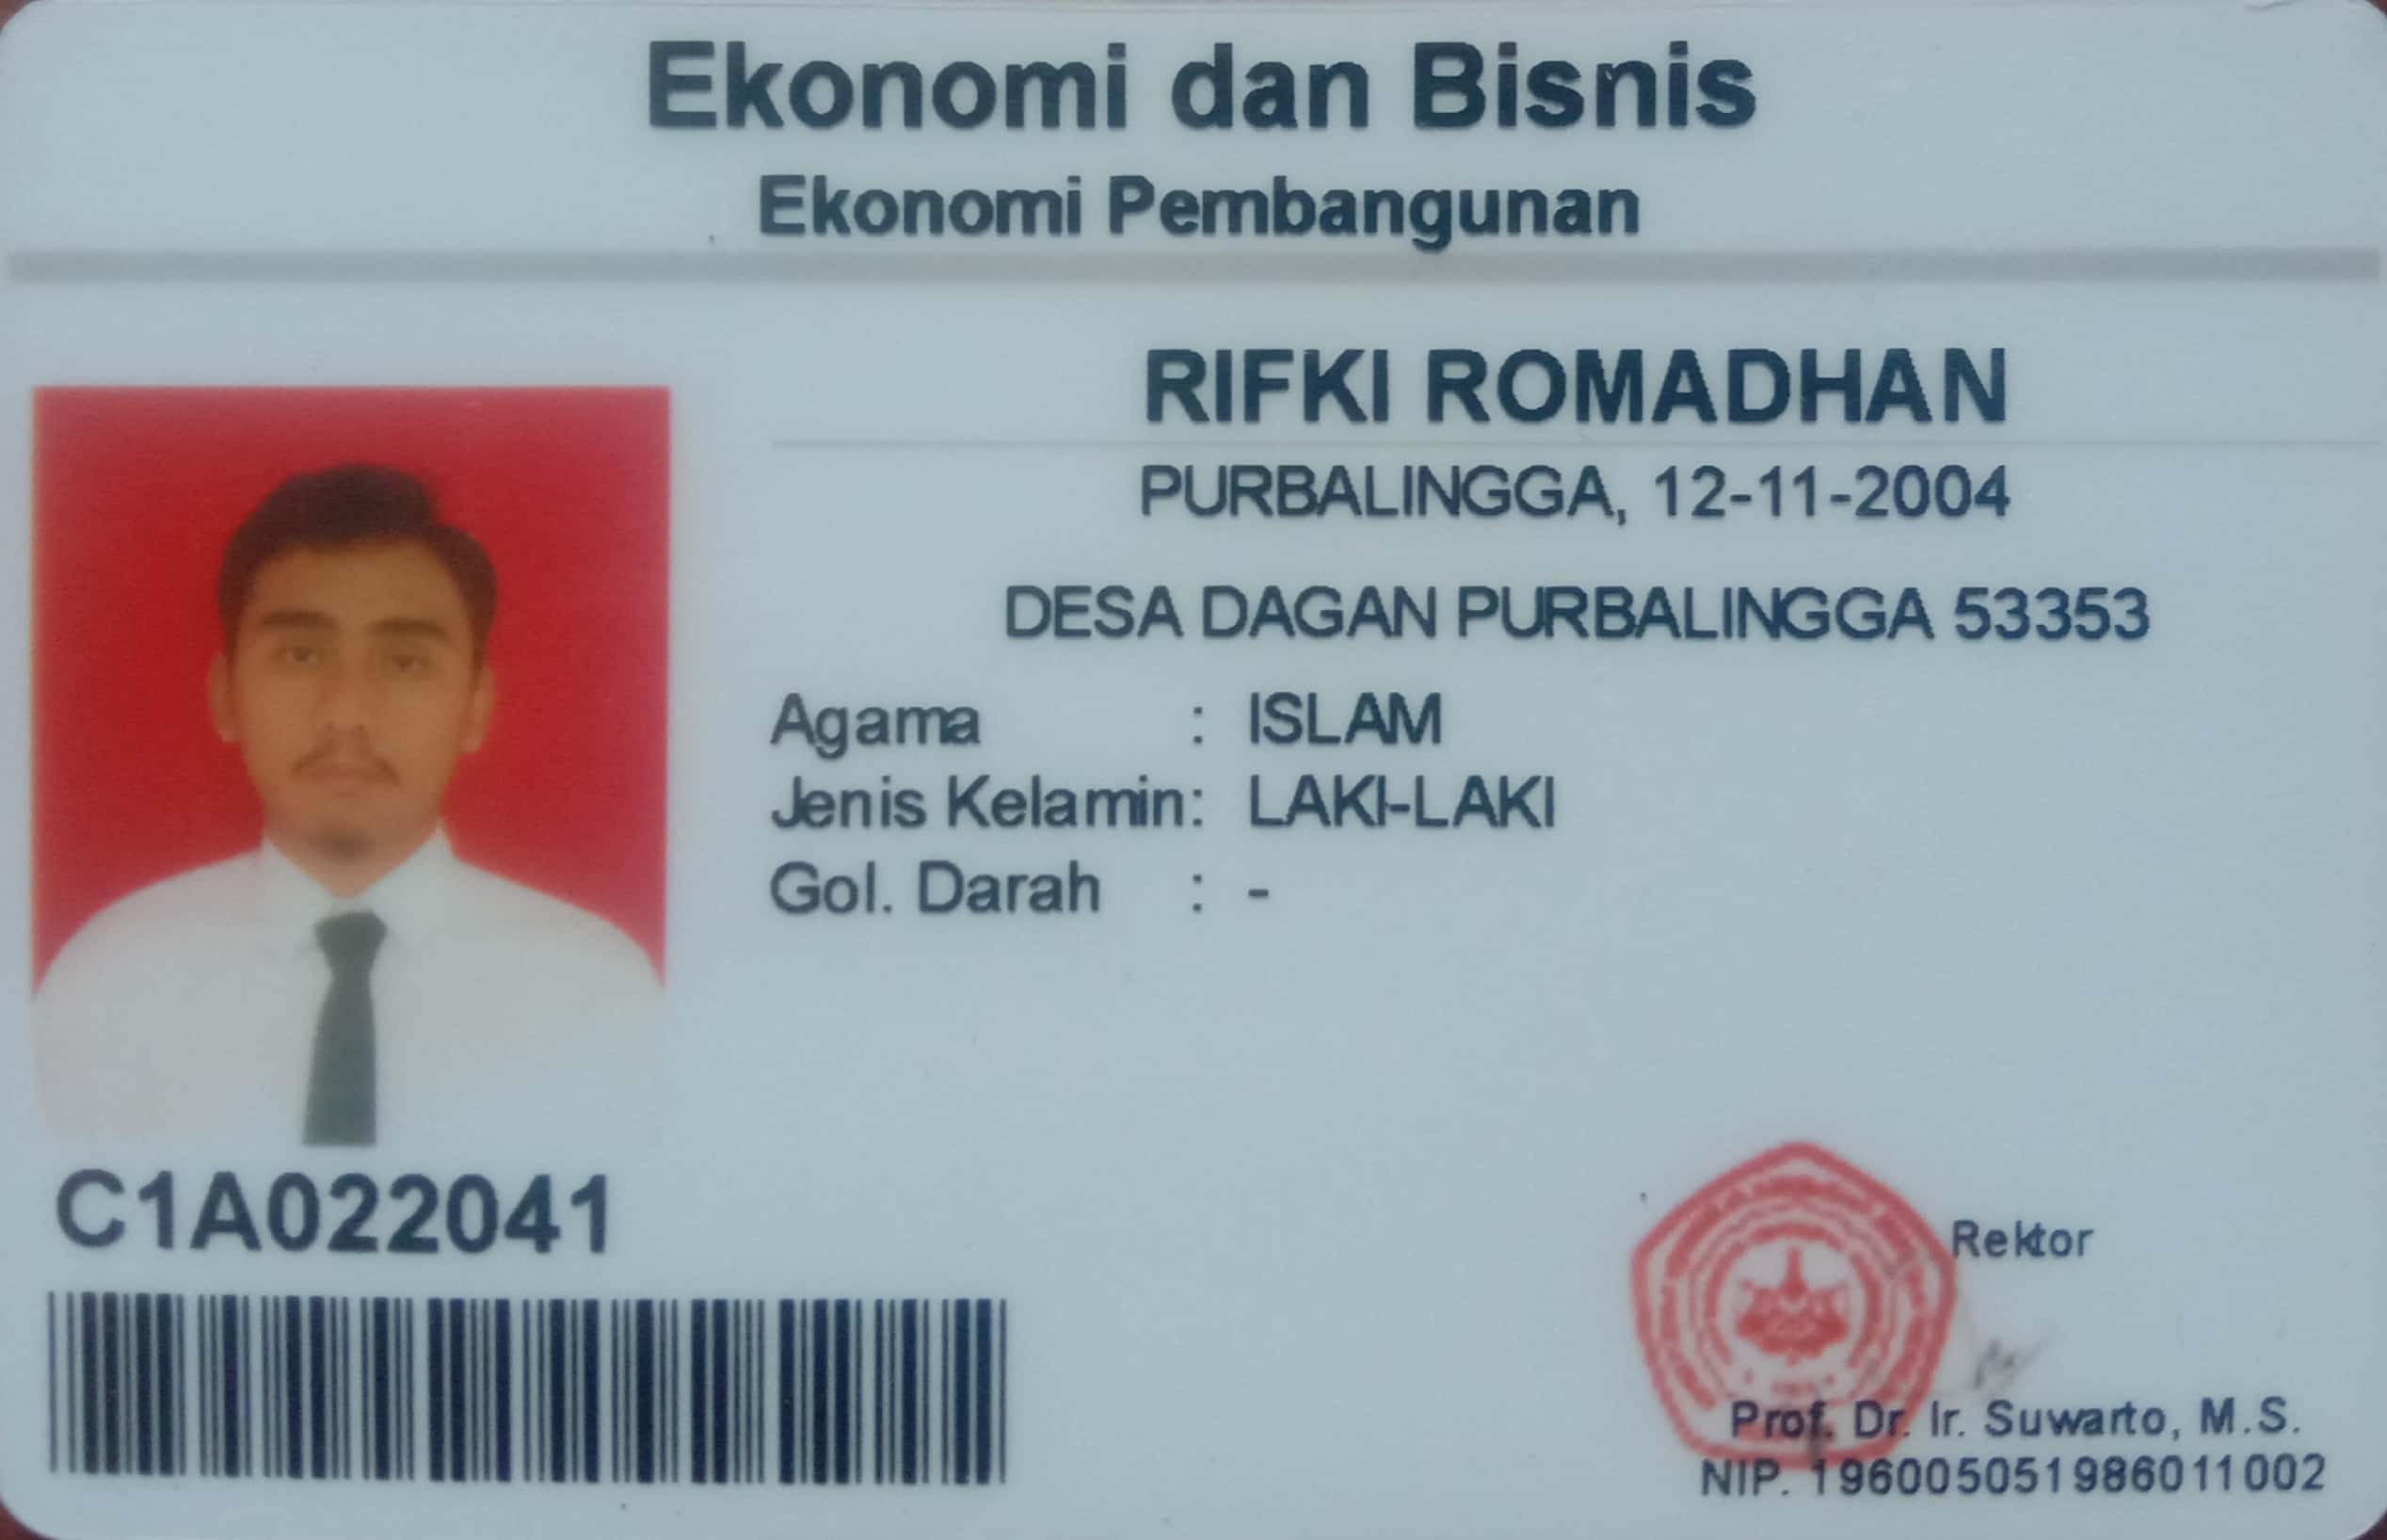 Ekonomi dan Bisnis
Ekonomi Pembangunan
RIFKI ROMADHAN
PURBALINGGA, 12-11-2004
DESA DAGAN PURBALINGGA 53353
Agama : ISLAM
Jenis Kelamin: LAKI-LAKI
Gol. Darah : -
C1A022041
Rektor
Prof. Dr. Ir. Suwarto, M.S.
NIP. 196005051986011002